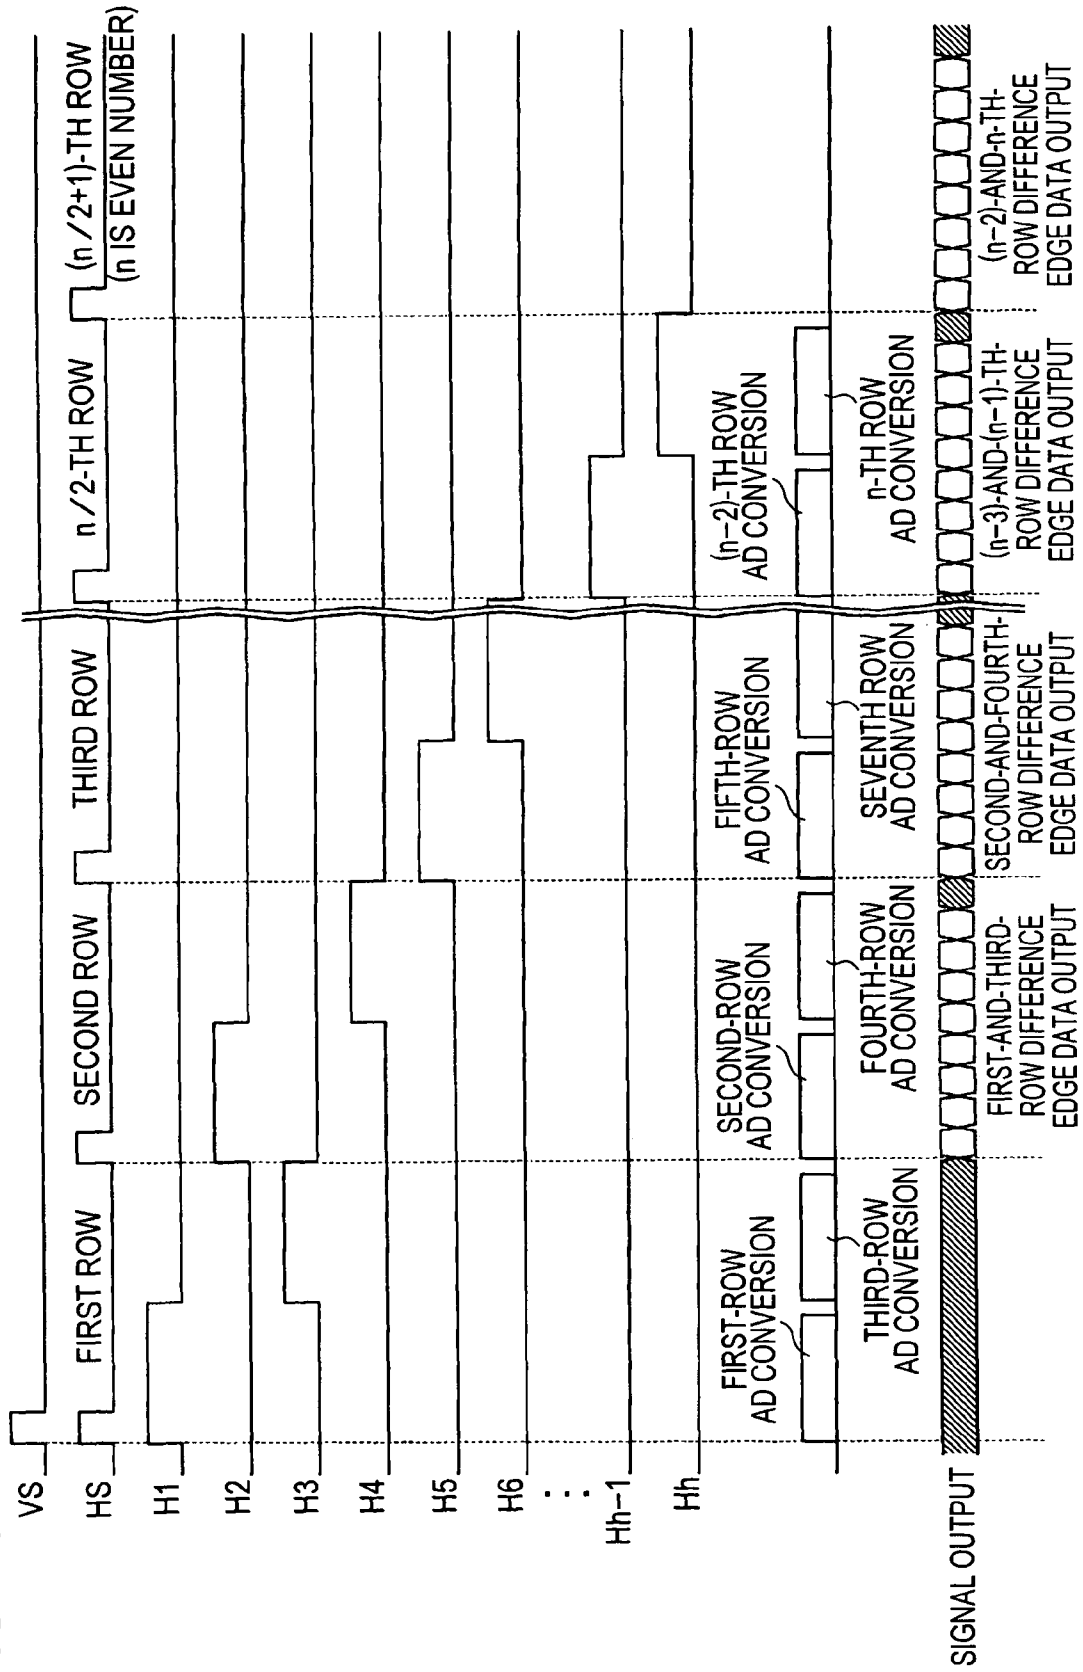 VS
HS
FIRST ROW
SECOND ROW
THIRD ROW
n/2-TH ROW
(n/2+1)-TH ROW
(n IS EVEN NUMBER)
H1
H2
H3
H4
H5
H6
...
Hh-1
Hh
FIRST-ROW
AD CONVERSION
SECOND-ROW
AD CONVERSION
FIFTH-ROW
AD CONVERSION
(n-2)-TH ROW
AD CONVERSION
THIRD-ROW
AD CONVERSION
FOURTH-ROW
AD CONVERSION
SEVENTH ROW
AD CONVERSION
n-TH ROW
AD CONVERSION
SIGNAL OUTPUT
FIRST-AND-THIRD-
ROW DIFFERENCE
EDGE DATA OUTPUT
SECOND-AND-FOURTH-
ROW DIFFERENCE
EDGE DATA OUTPUT
(n-3)-AND-(n-1)-TH-
ROW DIFFERENCE
EDGE DATA OUTPUT
(n-2)-AND-n-TH-
ROW DIFFERENCE
EDGE DATA OUTPUT